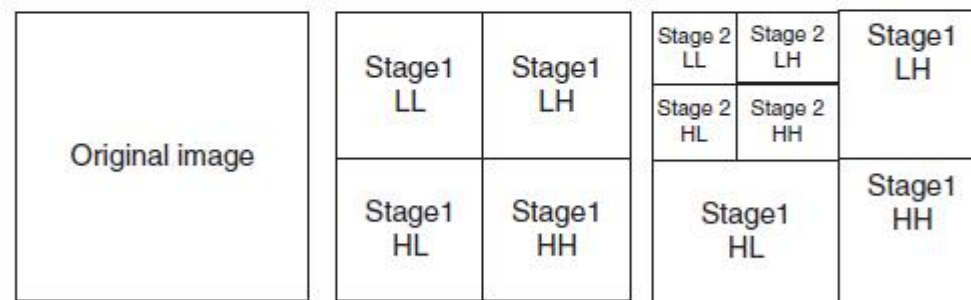 Original image
Stage1
LL
Stage1
LH
Stage1
HL
Stage1
HH
Stage 2
LL
Stage 2
LH
Stage 2
HL
Stage 2
HH
Stage1
LH
Stage1
HL
Stage1
HH